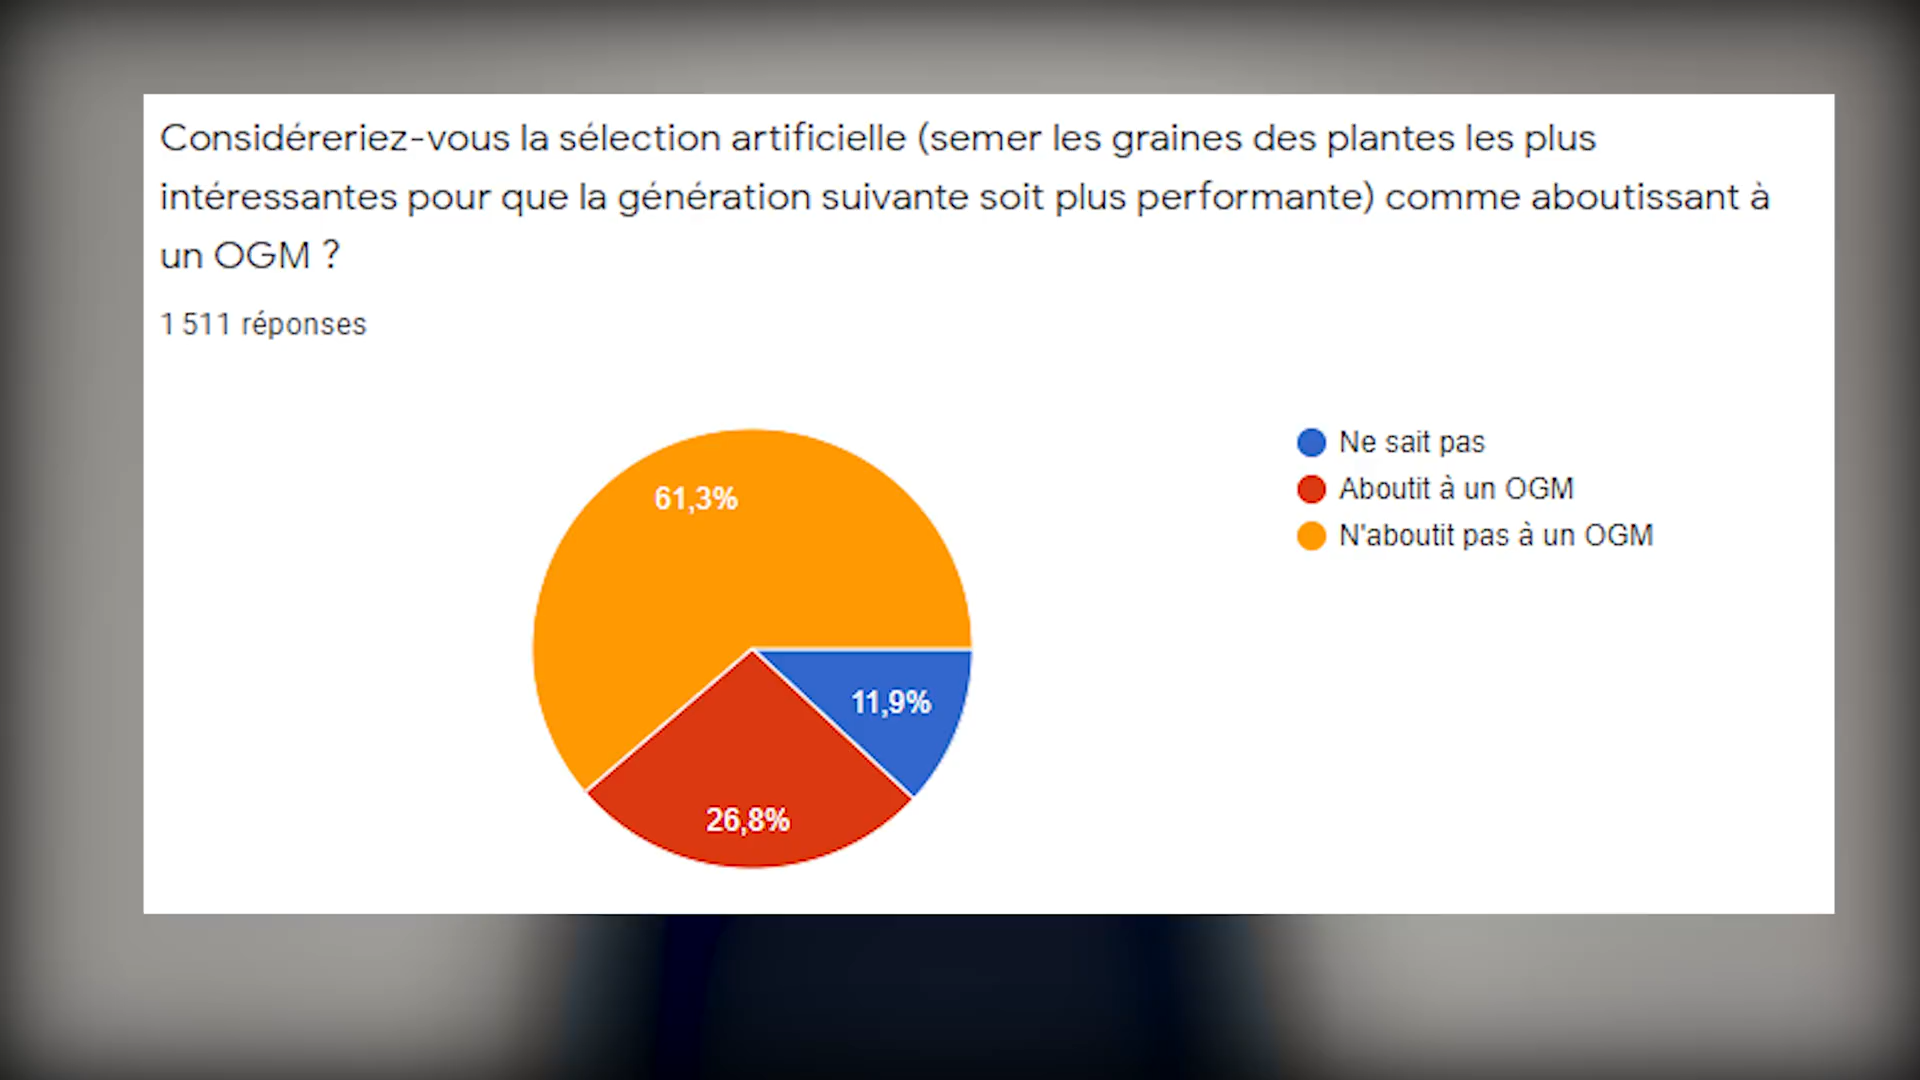 Considéreriez-vous la sélection artificielle (semer les graines des plantes les plus
intéressantes pour que la génération suivante soit plus performante) comme aboutissant à
un OGM ?
1 511 réponses
Ne sait pas
Aboutit à un OGM
N'aboutit pas à un OGM
61,3%
11,9%
26,8%